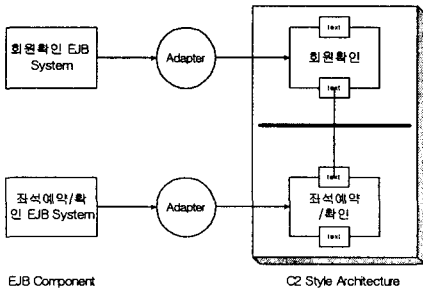 text
회원확인 EJB
System
Adapter
회원확인
text
text
좌석예약/확
인 EJB System
Adapter
좌석예약
/확인
text
EJB Component
C2 Style Architecture